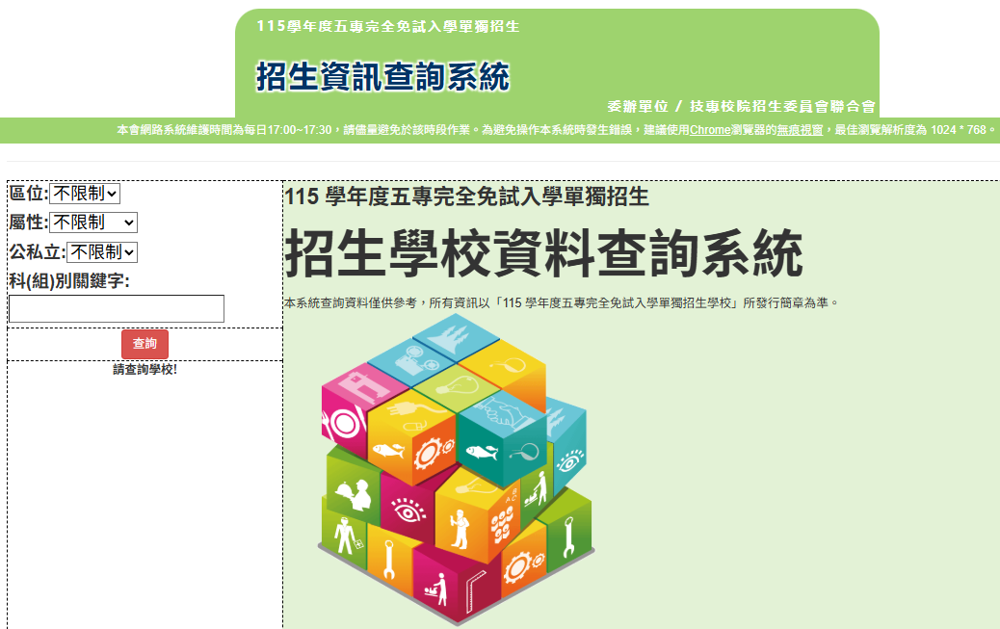 115學年度五專完全免試入學單獨招生
招生資訊查詢系統
委辦單位 / 技專校院招生委員會聯合會
本會網路系統維護時間為每日17:00~17:30，請儘量避免於該時段作業。為避免操作本系統時發生錯誤，建議使用Chrome瀏覽器的無痕視窗，最佳瀏覽解析度為 1024 * 768。
區位:不限制
屬性:不限制
公私立:不限制
科(組)別關鍵字:
查詢
請查詢學校!
115 學年度五專完全免試入學單獨招生
招生學校資料查詢系統
本系統查詢資料僅供參考，所有資訊以「115 學年度五專完全免試入學單獨招生學校」所發行簡章為準。
A B C